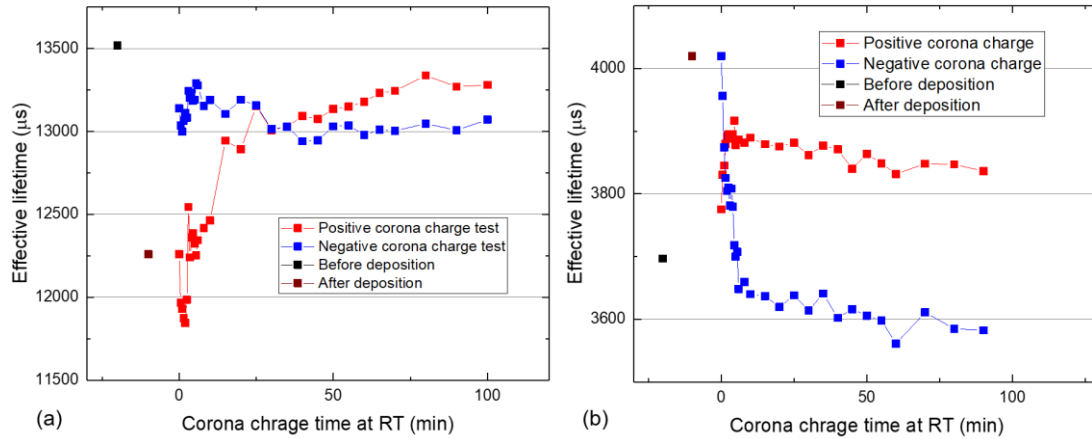 13500
13000
12500
12000
11500
Effective lifetime (μs)
Positive corona charge test
Negative corona charge test
Before deposition
After deposition
0
50
100
(a)
Corona chrage time at RT (min)
4000
3800
3600
Effective lifetime (μs)
Positive corona charge
Negative corona charge
Before deposition
After deposition
0
50
100
(b)
Corona chrage time at RT (min)